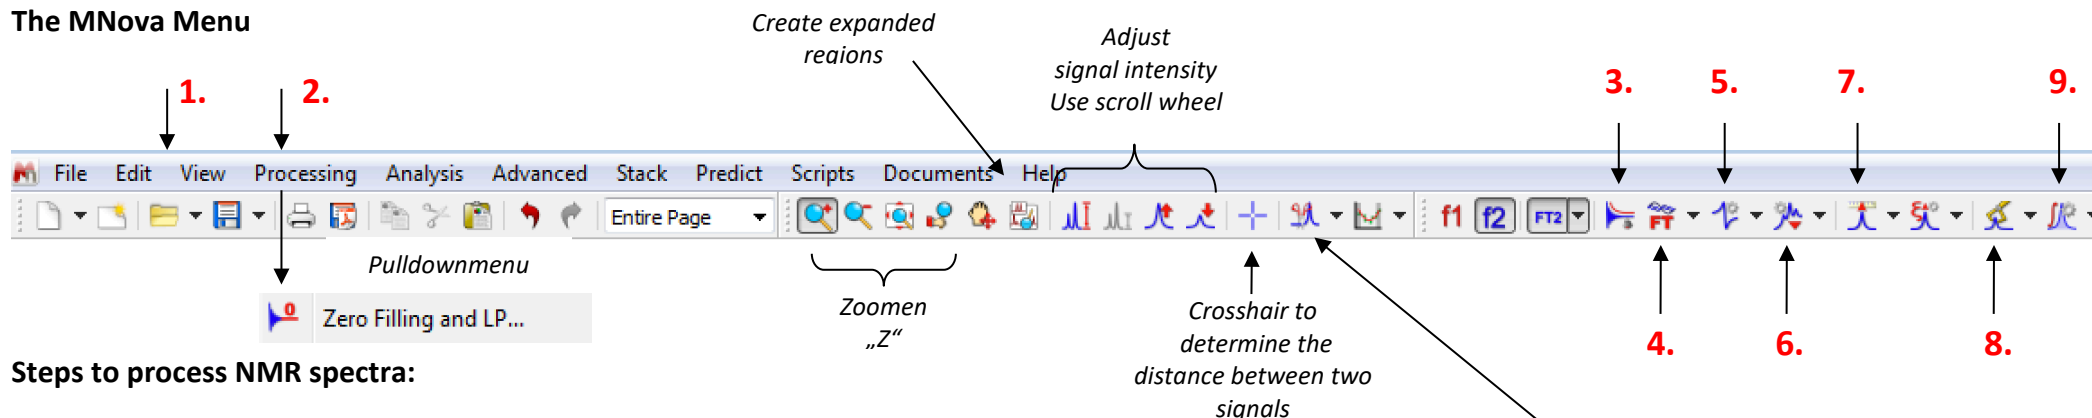 The MNova Menu
Create expanded
regions
Adjust
signal intensity
Use scroll wheel
1.
2.
3.
5.
7.
9.
File Edit View Processing Analysis Advanced Stack Predict Scripts Documents Help
Entire Page
f1 f2 FT2 FT
Pulldownmenu
0 Zero Filling and LP...
Zoomen
„Z“
Crosshair to
determine the
distance between two
signals
4.
6.
8.
Steps to process NMR spectra: